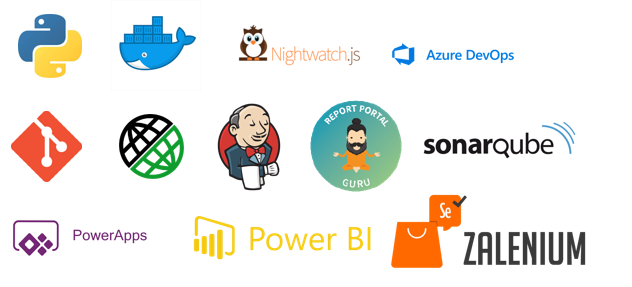 Nightwatch.js
Azure DevOps
REPORT PORTAL
GURU
sonarqube
PowerApps
Power BI
Se
ZALENIUM